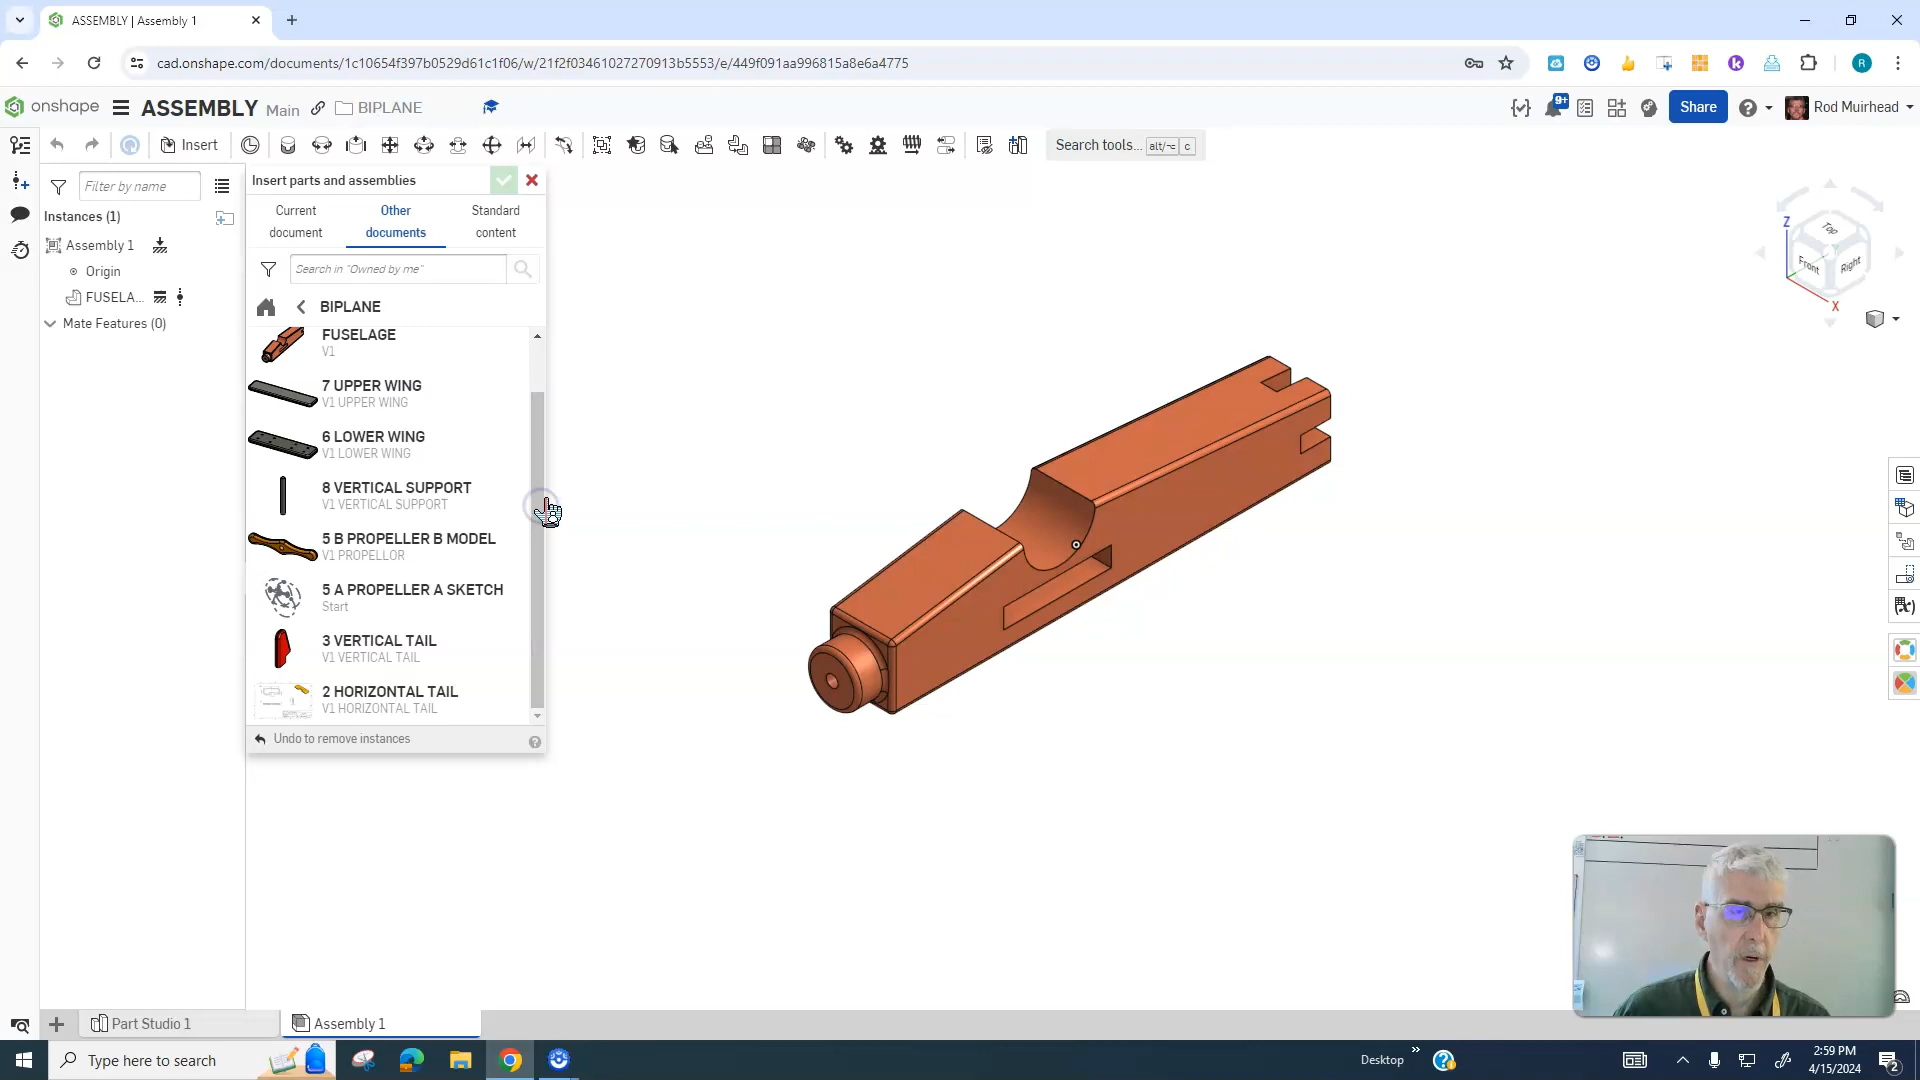 ASSEMBLY | Assembly 1
cad.onshape.com/documents/1c10654f397b0529d61c1f06/w/21f2f03461027270913b5553/e/449f091aa996815a8e6a4775
R
onshape
ASSEMBLY Main BIPLANE
9+
Share
Rod Muirhead
Insert
Search tools... alt/⌥ c
Filter by name
Instances (1)
Assembly 1
Origin
FUSELA...
Mate Features (0)
Insert parts and assemblies
Current document
Other documents
Standard content
Search in "Owned by me"
BIPLANE
FUSELAGE
V1
7 UPPER WING
V1 UPPER WING
6 LOWER WING
V1 LOWER WING
8 VERTICAL SUPPORT
V1 VERTICAL SUPPORT
5 B PROPELLER B MODEL
V1 PROPELLOR
5 A PROPELLER A SKETCH
Start
3 VERTICAL TAIL
V1 VERTICAL TAIL
2 HORIZONTAL TAIL
V1 HORIZONTAL TAIL
Undo to remove instances
Z
Top
Front
Right
X
Part Studio 1
Assembly 1
Type here to search
Desktop
2:59 PM
4/15/2024
2